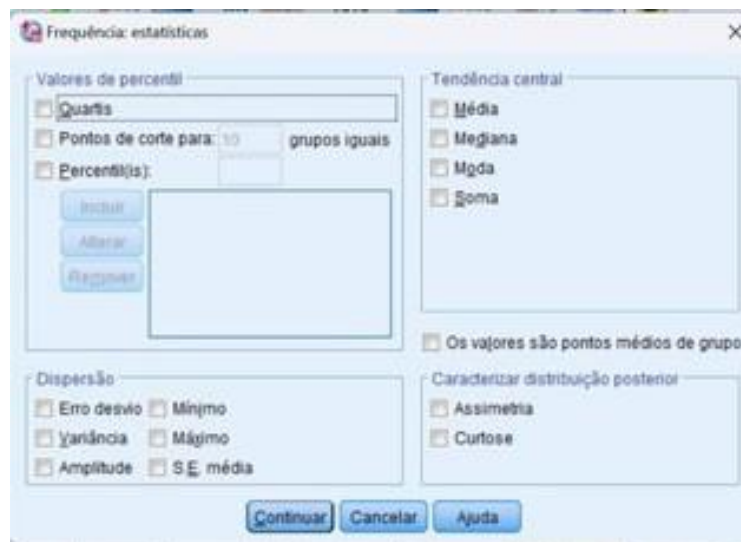 Frequência: estatísticas
Valores de percentil
Quartis
Pontos de corte para: 10 grupos iguais
Percentil(is):
Incluir
Alterar
Remover
Tendência central
Média
Mediana
Moda
Soma
Os valores são pontos médios de grupo
Dispersão
Erro desvio Mínimo
Variância Máximo
Amplitude S.E. média
Caracterizar distribuição posterior
Assimetria
Curtose
Continuar Cancelar Ajuda